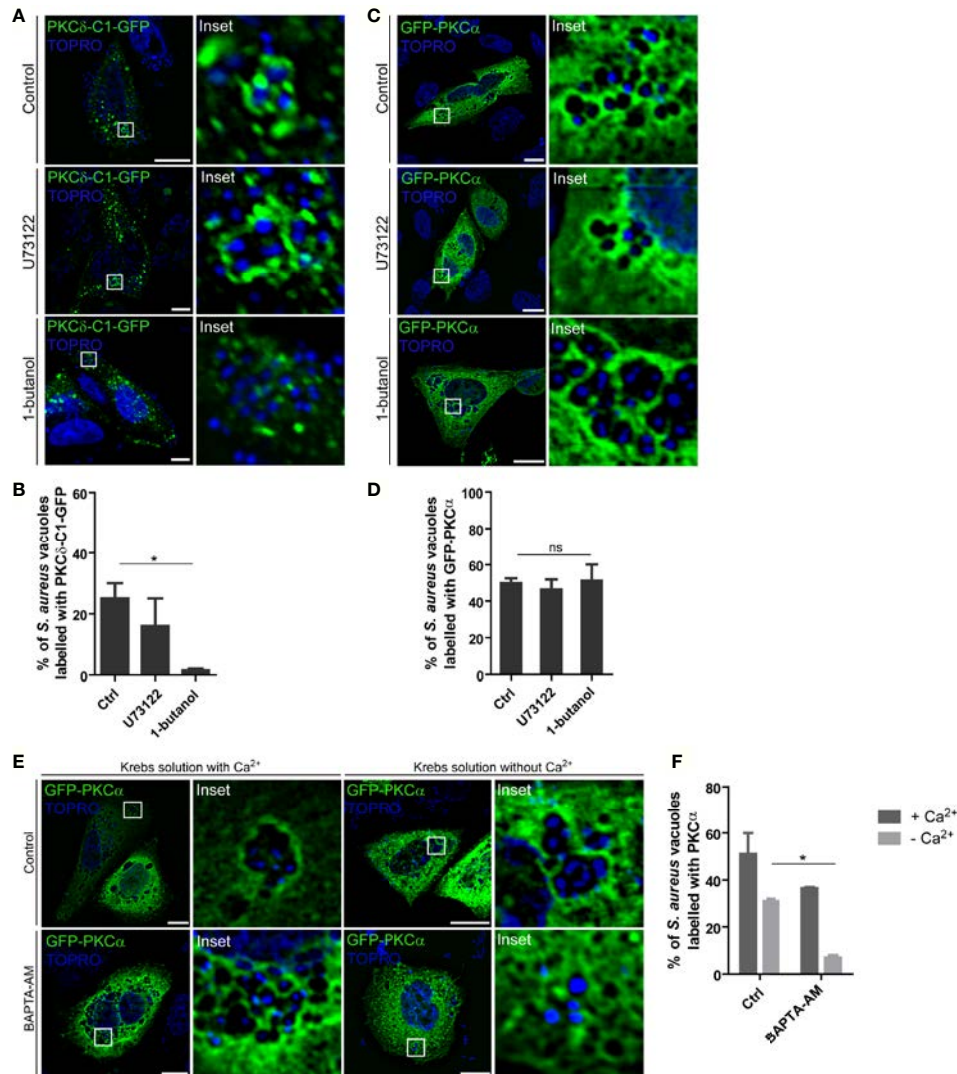 A
PKCδ-C1-GFP
TOPRO
Inset
Control
PKCδ-C1-GFP
TOPRO
Inset
U73122
PKCδ-C1-GFP
TOPRO
Inset
1-butanol
C
GFP-PKCα
TOPRO
Inset
Control
GFP-PKCα
TOPRO
Inset
U73122
GFP-PKCα
TOPRO
Inset
1-butanol
B
% of S. aureus vacuoles
labelled with PKCδ-C1-GFP
60
40
20
0
*
Ctrl
U73122
1-butanol
D
% of S. aureus vacuoles
labelled with GFP-PKCα
100
80
60
40
20
0
ns
Ctrl
U73122
1-butanol
E
Krebs solution with Ca²⁺
Krebs solution without Ca²⁺
Control
GFP-PKCα
TOPRO
Inset
GFP-PKCα
TOPRO
Inset
BAPTA-AM
GFP-PKCα
TOPRO
Inset
GFP-PKCα
TOPRO
Inset
F
% of S. aureus vacuoles
labelled with PKCα
80
60
40
20
0
*
Ctrl
BAPTA-AM
+ Ca²⁺
- Ca²⁺